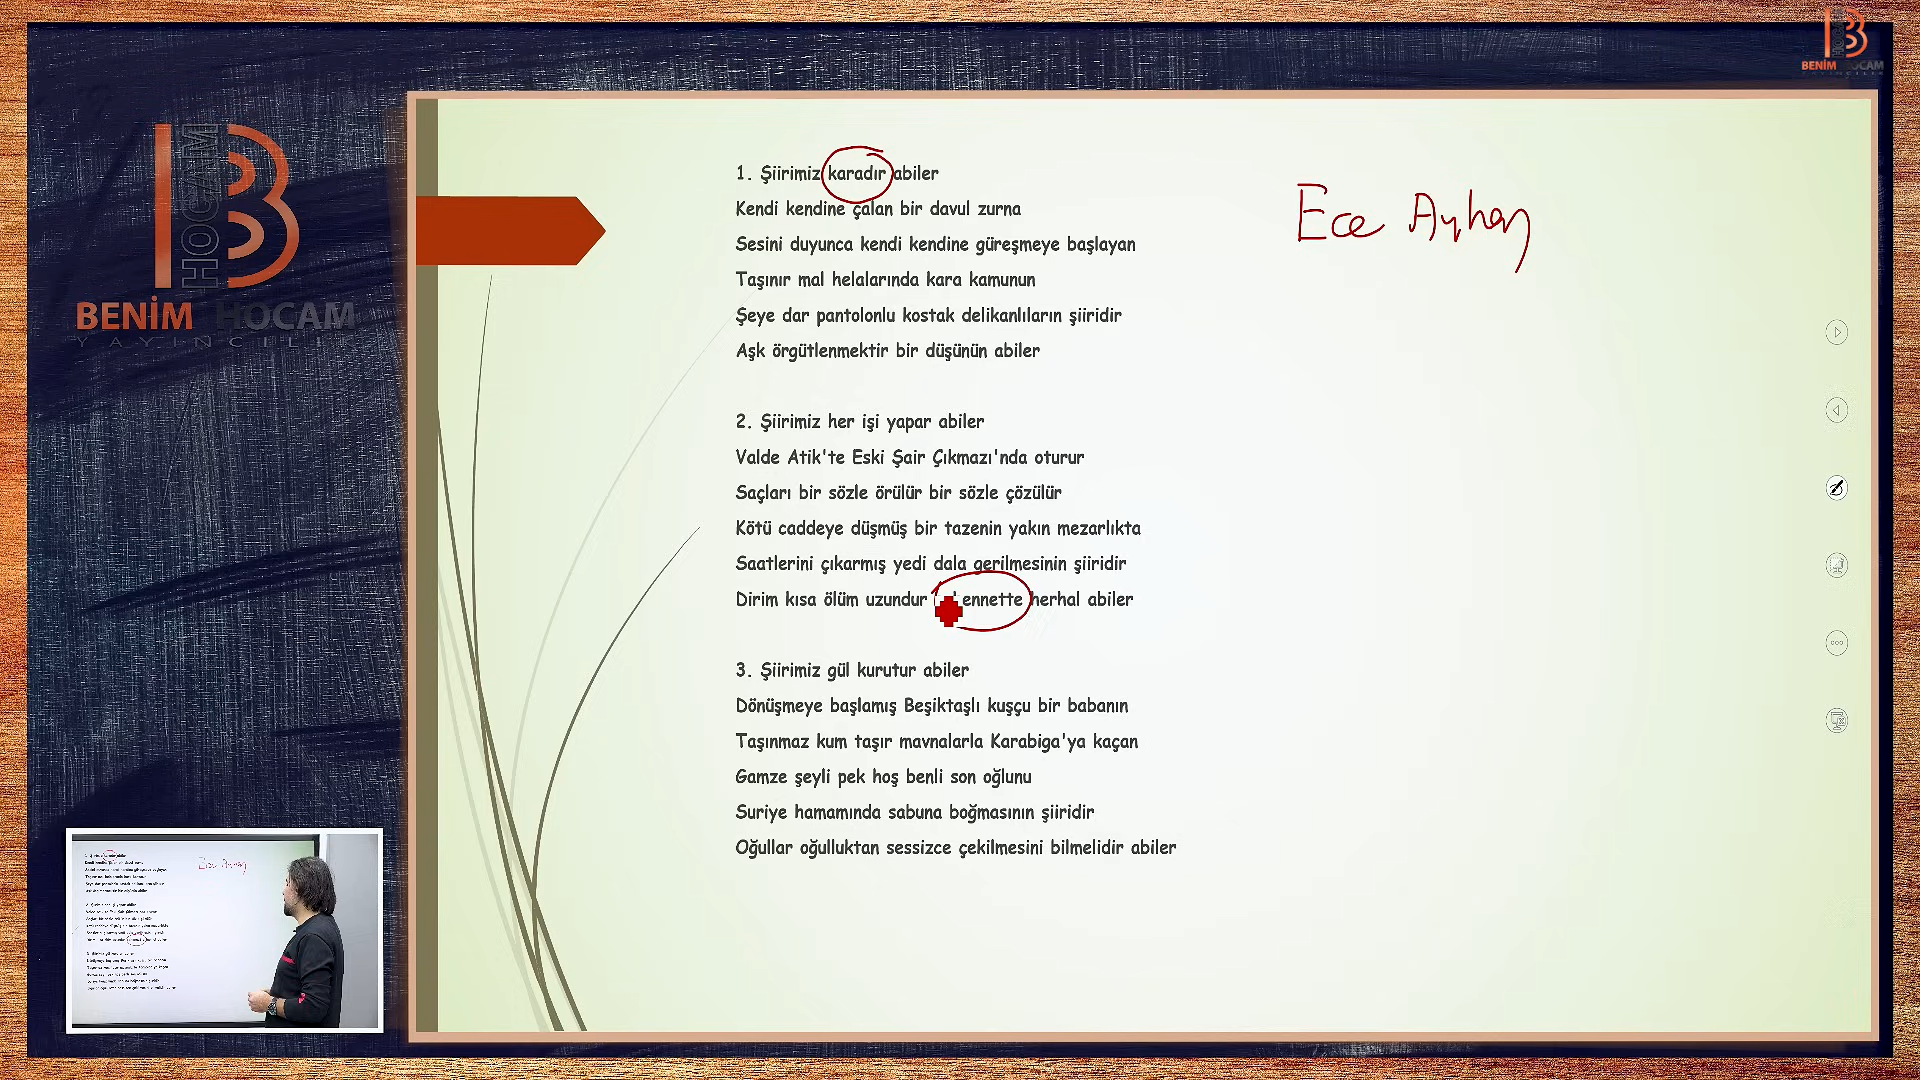 B
HOCAM
BENİM HOCAM
YAYINCILIK
B
HOCAM
BENİM HOCAM
YAYINCILIK
1. Şiirimiz karadır abiler
Kendi kendine çalan bir davul zurna
Sesini duyunca kendi kendine güreşmeye başlayan
Taşınır mal helalarında kara kamunun
Şeye dar pantolonlu kostak delikanlıların şiiridir
Aşk örgütlenmektir bir düşünün abiler
Ece Ayhan
2. Şiirimiz her işi yapar abiler
Valde Atik'te Eski Şair Çıkmazı'nda oturur
Saçları bir sözle örülür bir sözle çözülür
Kötü caddeye düşmüş bir tazenin yakın mezarlıkta
Saatlerini çıkarmış yedi dala gerilmesinin şiiridir
Dirim kısa ölüm uzundur ennette herhal abiler
3. Şiirimiz gül kurutur abiler
Dönüşmeye başlamış Beşiktaşlı kuşçu bir babanın
Taşınmaz kum taşır mavnalarla Karabiga'ya kaçan
Gamze şeyli pek hoş benli son oğlunu
Suriye hamamında sabuna boğmasının şiiridir
Oğullar oğulluktan sessizce çekilmesini bilmelidir abiler